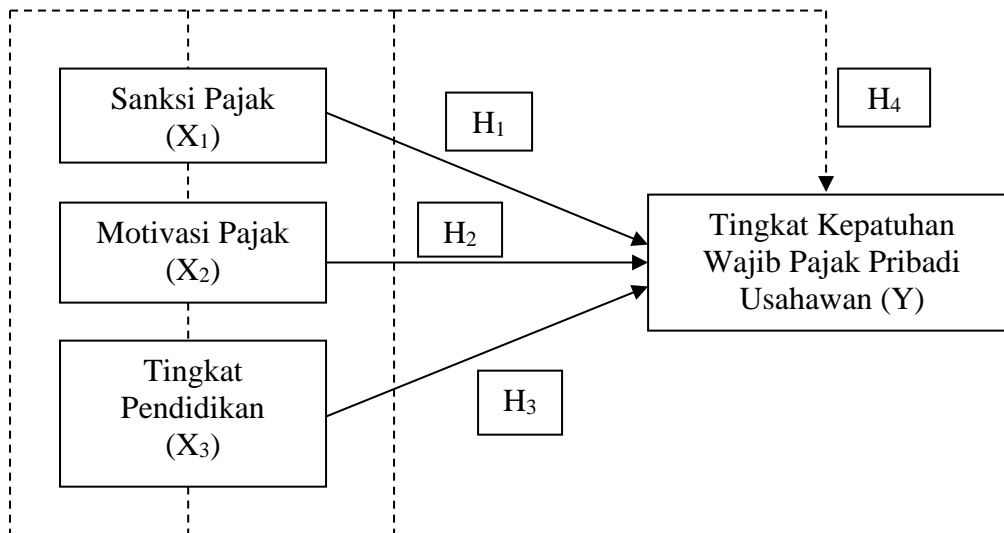 Sanksi Pajak
(X₁)
H₁
H₄
Motivasi Pajak
(X₂)
H₂
Tingkat Kepatuhan
Wajib Pajak Pribadi
Usahawan (Y)
Tingkat
Pendidikan
(X₃)
H₃